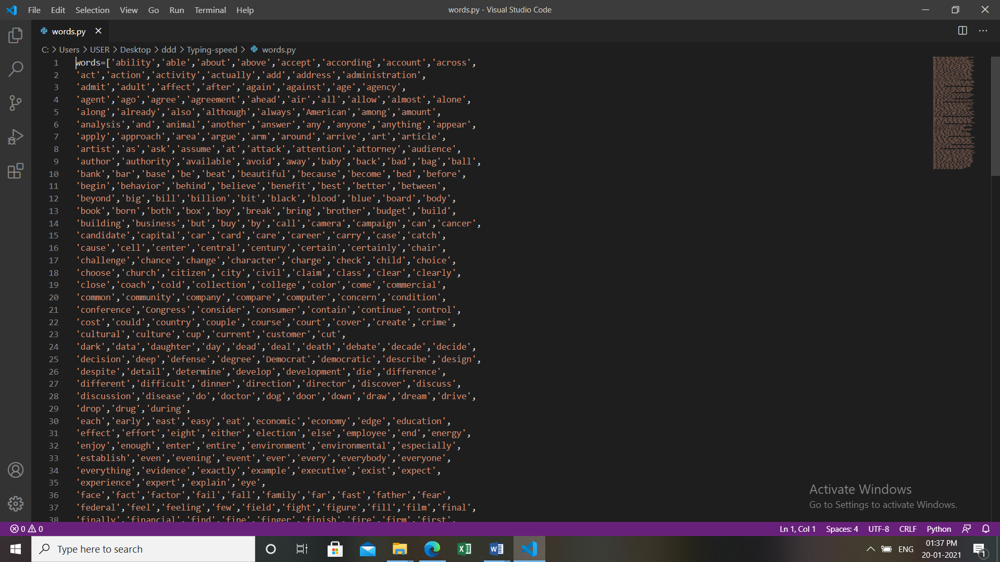 File Edit Selection View Go Run Terminal Help
words.py - Visual Studio Code
words.py
C: > Users > USER > Desktop > ddd > Typing-speed > words.py
1 words=['ability','able','about','above','accept','according','account','across',
2 'act','action','activity','actually','add','address','administration',
3 'admit','adult','affect','after','again','against','age','agency',
4 'agent','ago','agree','agreement','ahead','air','all','allow','almost','alone',
5 'along','already','also','although','always','American','among','amount',
6 'analysis','and','animal','another','answer','any','anyone','anything','appear',
7 'apply','approach','area','argue','arm','around','arrive','art','article',
8 'artist','as','ask','assume','at','attack','attention','attorney','audience',
9 'author','authority','available','avoid','away','baby','back','bad','bag','ball',
10 'bank','bar','base','be','beat','beautiful','because','become','bed','before',
11 'begin','behavior','behind','believe','benefit','best','better','between',
12 'beyond','big','bill','billion','bit','black','blood','blue','board','body',
13 'book','born','both','box','boy','break','bring','brother','budget','build',
14 'building','business','but','buy','by','call','camera','campaign','can','cancer',
15 'candidate','capital','car','card','care','career','carry','case','catch',
16 'cause','cell','center','central','century','certain','certainly','chair',
17 'challenge','chance','change','character','charge','check','child','choice',
18 'choose','church','citizen','city','civil','claim','class','clear','clearly',
19 'close','coach','cold','collection','college','color','come','commercial',
20 'common','community','company','compare','computer','concern','condition',
21 'conference','Congress','consider','consumer','contain','continue','control',
22 'cost','could','country','couple','course','court','cover','create','crime',
23 'cultural','culture','cup','current','customer','cut',
24 'dark','data','daughter','day','dead','deal','death','debate','decade','decide',
25 'decision','deep','defense','degree','Democrat','democratic','describe','design',
26 'despite','detail','determine','develop','development','die','difference',
27 'different','difficult','dinner','direction','director','discover','discuss',
28 'discussion','disease','do','doctor','dog','door','down','draw','dream','drive',
29 'drop','drug','during',
30 'each','early','east','easy','eat','economic','economy','edge','education',
31 'effect','effort','eight','either','election','else','employee','end','energy',
32 'enjoy','enough','enter','entire','environment','environmental','especially',
33 'establish','even','evening','event','ever','every','everybody','everyone',
34 'everything','evidence','exactly','example','executive','exist','expect',
35 'experience','expert','explain','eye',
36 'face','fact','factor','fail','fall','family','far','fast','father','fear',
37 'federal','feel','feeling','few','field','fight','figure','fill','film','final',
38 'finally','financial','find','fine','finger','finish','fire','firm','first',
Activate Windows
Go to Settings to activate Windows.
0 0
Ln 1, Col 1 Spaces: 4 UTF-8 CRLF Python
Type here to search
ENG
01:37 PM
20-01-2021
1